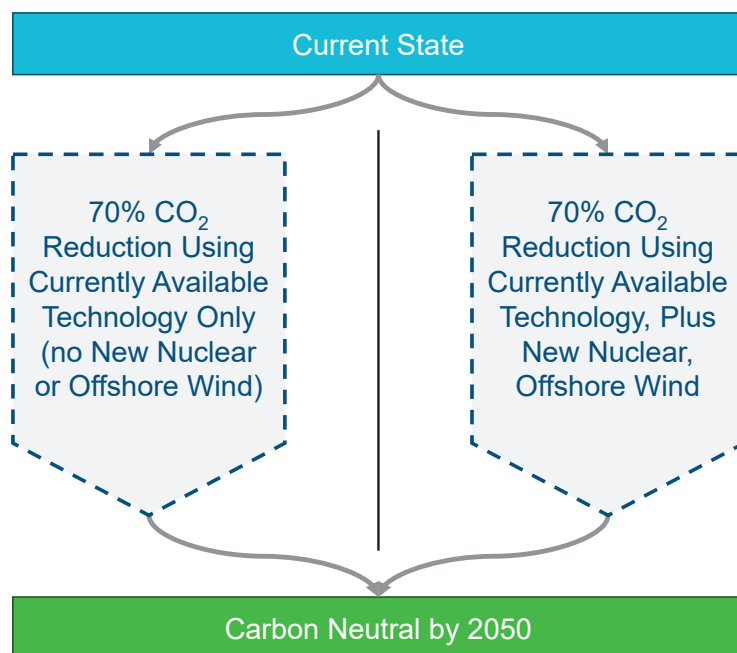 Current State
70% CO₂
Reduction Using
Currently Available
Technology Only
(no New Nuclear
or Offshore Wind)
70% CO₂
Reduction Using
Currently Available
Technology, Plus
New Nuclear,
Offshore Wind
Carbon Neutral by 2050